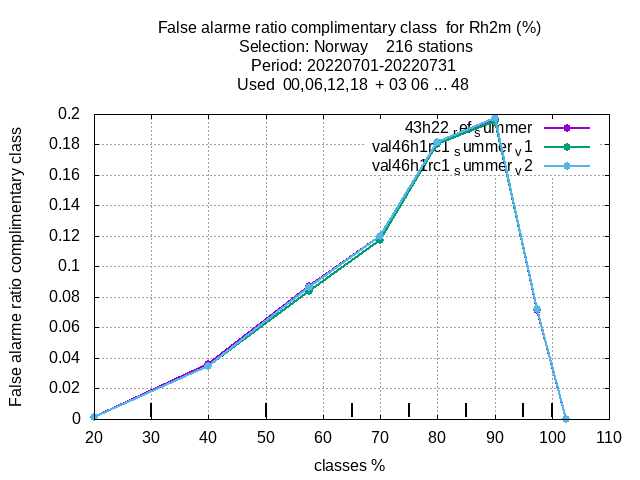 False alarme ratio complimentary class  for Rh2m (%)
Selection: Norway    216 stations
Period: 20220701-20220731
Used  00,06,12,18  + 03 06 ... 48
False alarme ratio complimentary class
0.2
0.18
0.16
0.14
0.12
0.1
0.08
0.06
0.04
0.02
0
43h22_ref_summer
val46h1rc1_summer_v1
val46h1rc1_summer_v2
20 30 40 50 60 70 80 90 100 110
classes %